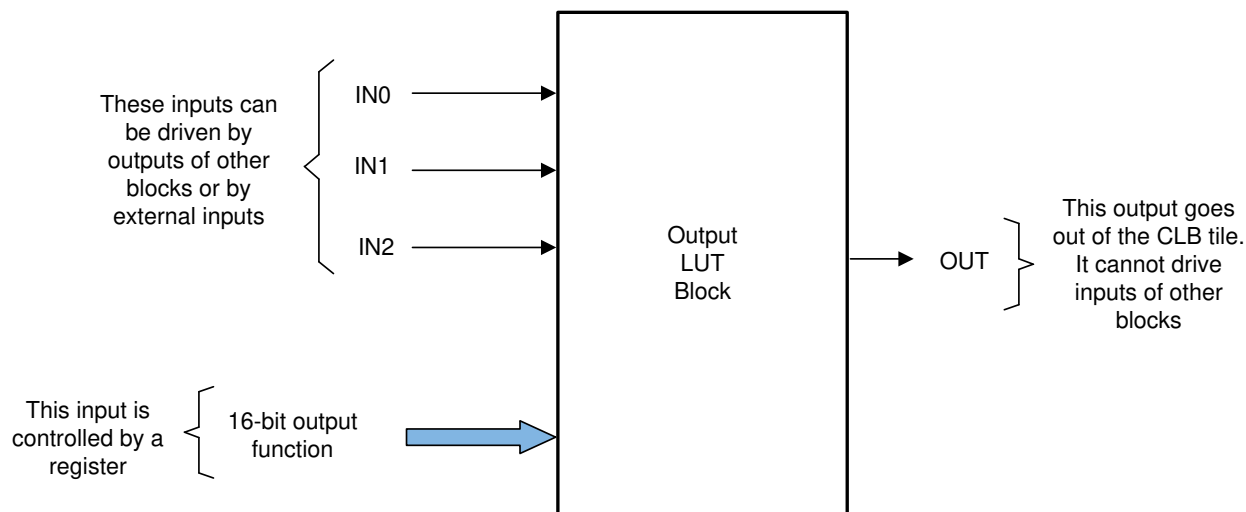 These inputs can
be driven by
outputs of other
blocks or by
external inputs
IN0
IN1
IN2
This input is
controlled by a
register
16-bit output
function
Output
LUT
Block
OUT
This output goes
out of the CLB tile.
It cannot drive
inputs of other
blocks